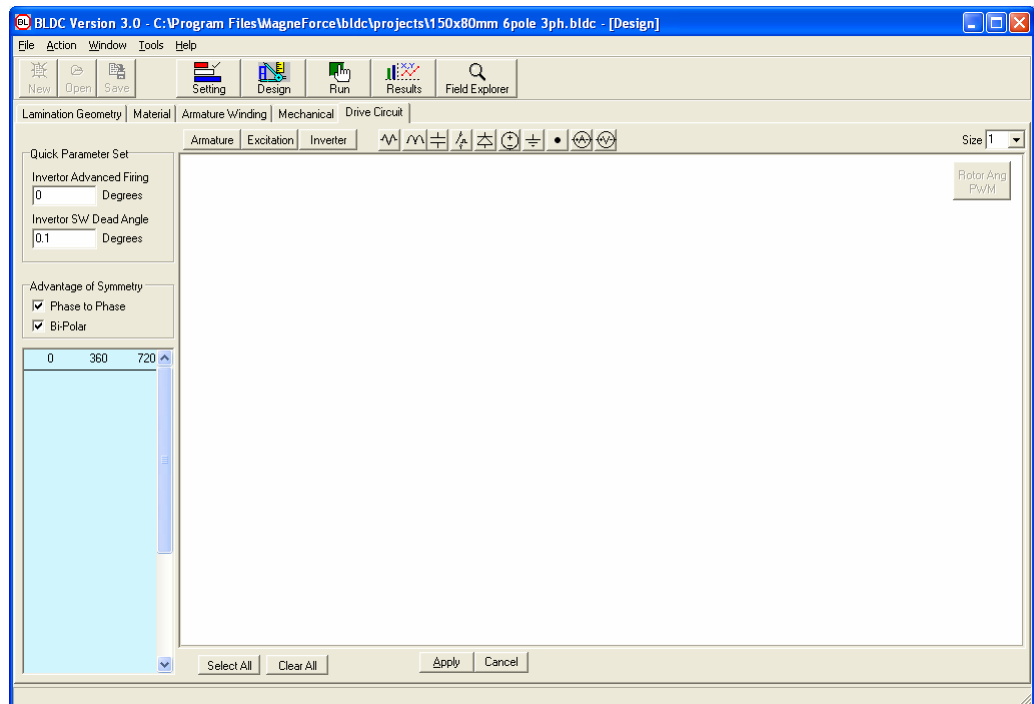 BLDC Version 3.0 - C:\Program Files\MagneForce\bldc\projects\150x80mm 6pole 3ph.bldc - [Design]
File Action Window Tools Help
New Open Save Setting Design Run Results Field Explorer
Lamination Geometry Material Armature Winding Mechanical Drive Circuit
Armature Excitation Inverter Size 1
Quick Parameter Set
Invertor Advanced Firing
0 Degrees
Invertor SW Dead Angle
0.1 Degrees
Rotor Ang
PWM
Advantage of Symmetry
Phase to Phase
Bi-Polar
0 360 720
Select All Clear All Apply Cancel